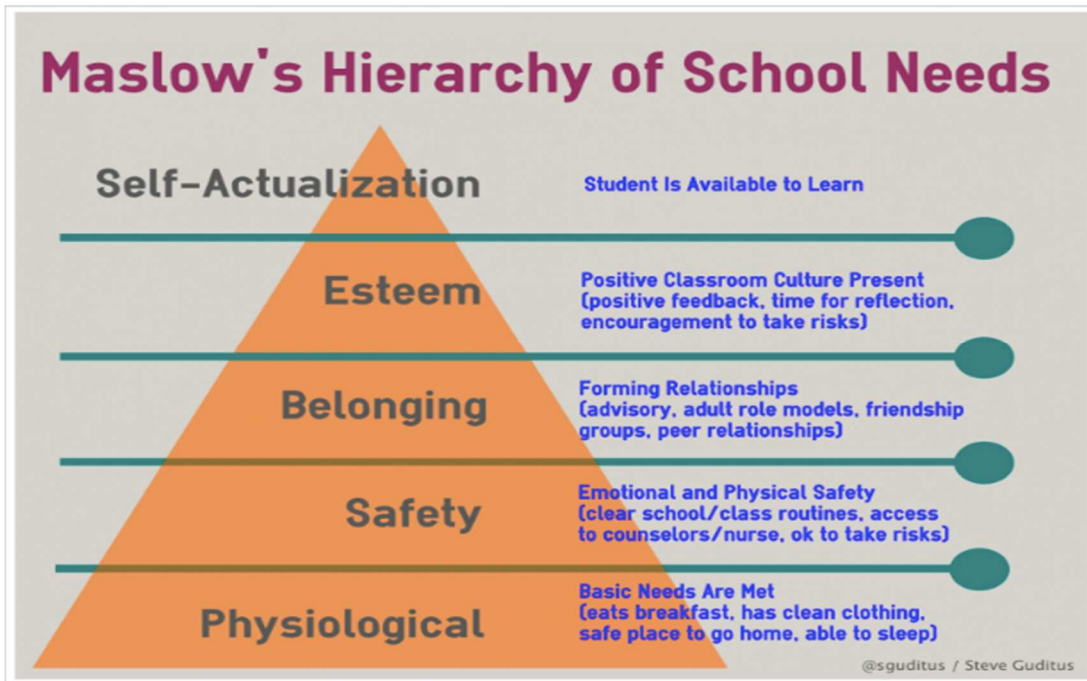 Maslow's Hierarchy of School Needs
Self-Actualization
Student Is Available to Learn
Esteem
Positive Classroom Culture Present
(positive feedback, time for reflection,
encouragement to take risks)
Belonging
Forming Relationships
(advisory, adult role models, friendship
groups, peer relationships)
Safety
Emotional and Physical Safety
(clear school/class routines, access
to counselors/nurse, ok to take risks)
Physiological
Basic Needs Are Met
(eats breakfast, has clean clothing,
safe place to go home, able to sleep)
@sguditus / Steve Guditus